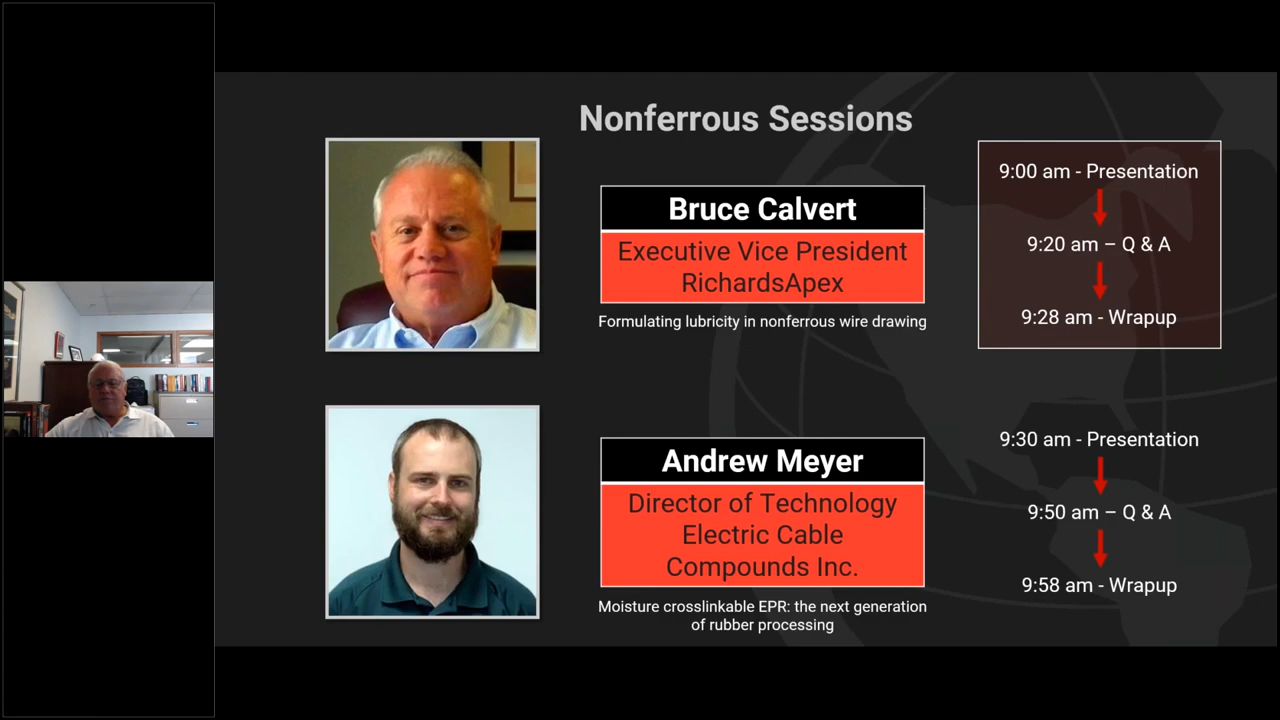 Nonferrous Sessions
Bruce Calvert
Executive Vice President
RichardsApex
Formulating lubricity in nonferrous wire drawing
9:00 am - Presentation
9:20 am – Q & A
9:28 am - Wrapup
Andrew Meyer
Director of Technology
Electric Cable
Compounds Inc.
Moisture crosslinkable EPR: the next generation
of rubber processing
9:30 am - Presentation
9:50 am – Q & A
9:58 am - Wrapup